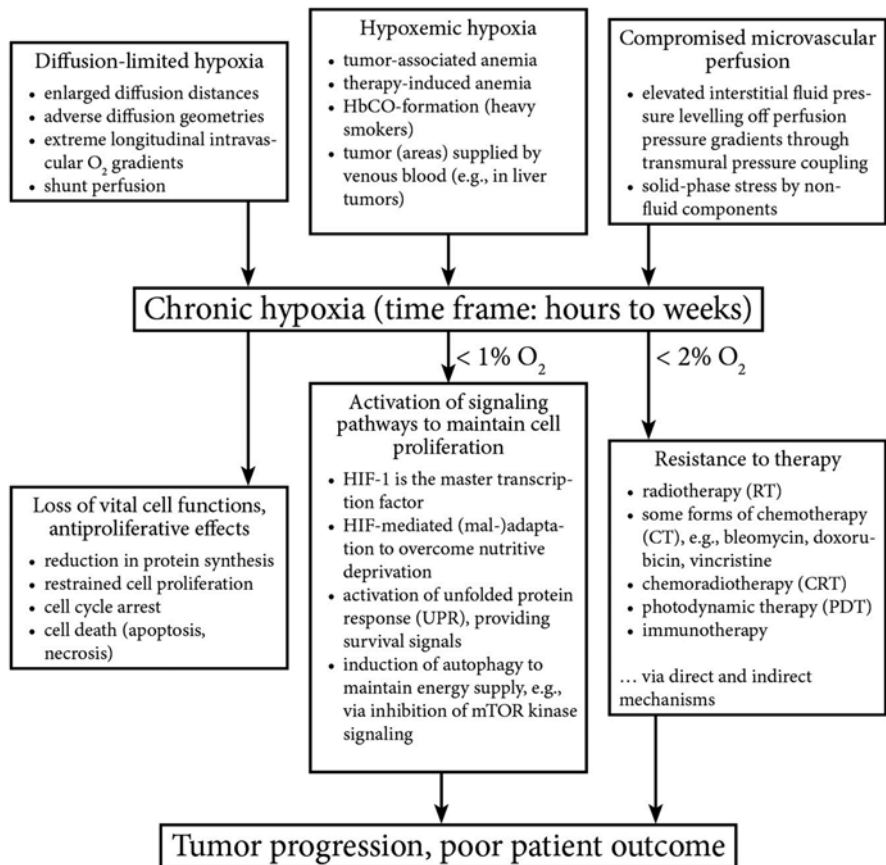 Diffusion-limited hypoxia
• enlarged diffusion distances
• adverse diffusion geometries
• extreme longitudinal intravas-
cular O₂ gradients
• shunt perfusion
Hypoxemic hypoxia
• tumor-associated anemia
• therapy-induced anemia
• HbCO-formation (heavy
smokers)
• tumor (areas) supplied by
venous blood (e.g., in liver
tumors)
Compromised microvascular
perfusion
• elevated interstitial fluid pres-
sure levelling off perfusion
pressure gradients through
transmural pressure coupling
• solid-phase stress by non-
fluid components
Chronic hypoxia (time frame: hours to weeks)
< 1% O₂
< 2% O₂
Loss of vital cell functions,
antiproliferative effects
• reduction in protein synthesis
• restrained cell proliferation
• cell cycle arrest
• cell death (apoptosis,
necrosis)
Activation of signaling
pathways to maintain cell
proliferation
• HIF-1 is the master transcrip-
tion factor
• HIF-mediated (mal-)adapta-
tion to overcome nutritive
deprivation
• activation of unfolded protein
response (UPR), providing
survival signals
• induction of autophagy to
maintain energy supply, e.g.,
via inhibition of mTOR kinase
signaling
Resistance to therapy
• radiotherapy (RT)
• some forms of chemotherapy
(CT), e.g., bleomycin, doxoru-
bicin, vincristine
• chemoradiotherapy (CRT)
• photodynamic therapy (PDT)
• immunotherapy
… via direct and indirect
mechanisms
Tumor progression, poor patient outcome